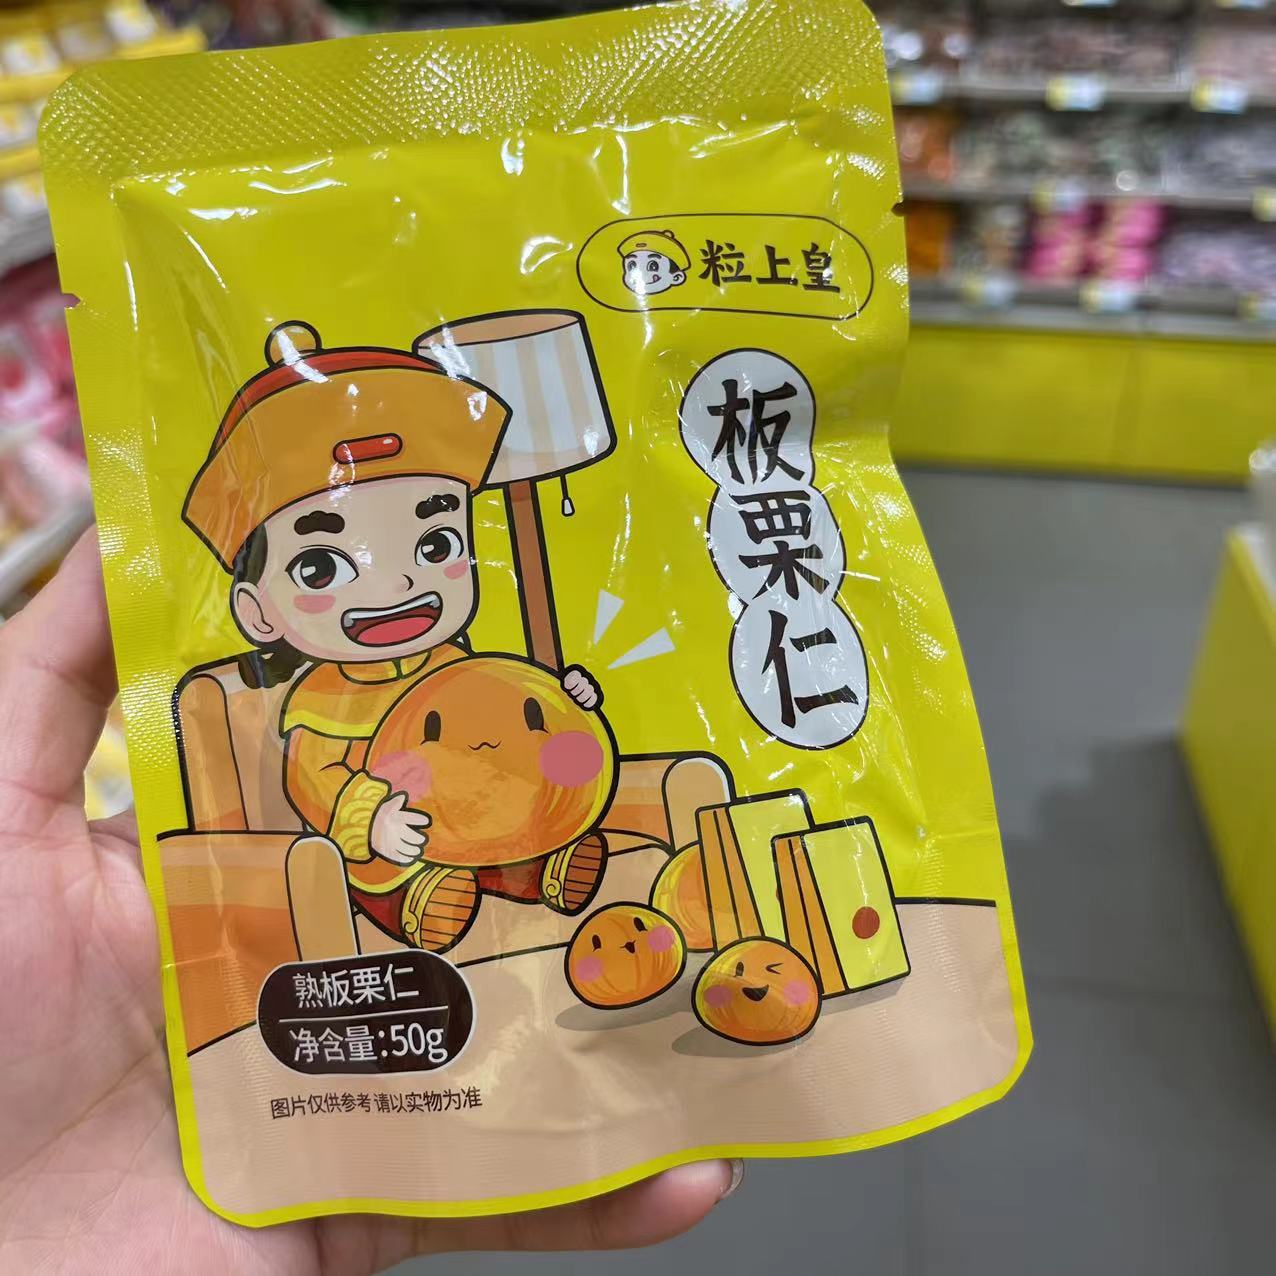 粒上皇
板栗仁
熟板栗仁
净含量:50g
图片仅供参考 请以实物为准